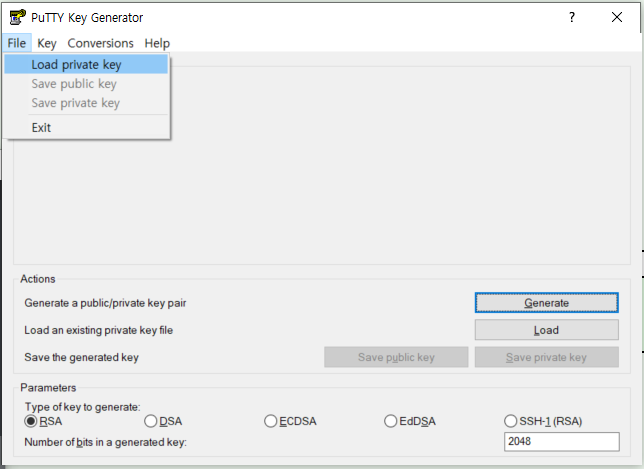 PuTTY Key Generator ? ×
File Key Conversions Help
Load private key
Save public key
Save private key
Exit
Actions
Generate a public/private key pair Generate
Load an existing private key file Load
Save the generated key Save public key Save private key
Parameters
Type of key to generate:
RSA DSA ECDSA EdDSA SSH-1 (RSA)
Number of bits in a generated key: 2048